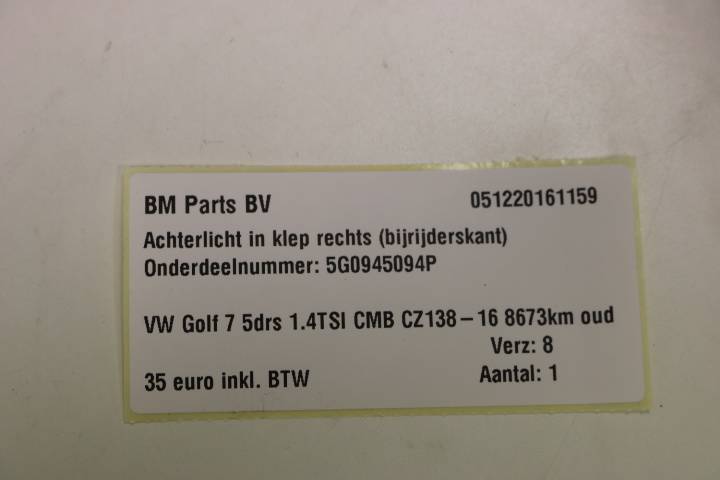 BM Parts BV 051220161159
Achterlicht in klep rechts (bijrijderskant)
Onderdeelnummer: 5G0945094P
VW Golf 7 5drs 1.4TSI CMB CZ138-16 8673km oud
Verz: 8
35 euro inkl. BTW Aantal: 1